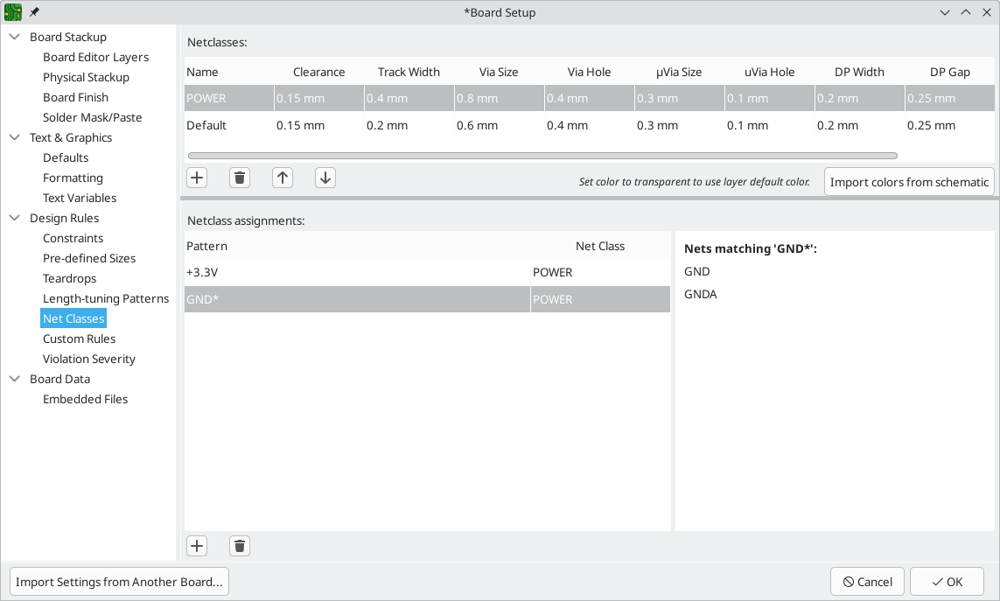 *Board Setup
Board Stackup
Board Editor Layers
Physical Stackup
Board Finish
Solder Mask/Paste
Text & Graphics
Defaults
Formatting
Text Variables
Design Rules
Constraints
Pre-defined Sizes
Teardrops
Length-tuning Patterns
Net Classes
Custom Rules
Violation Severity
Board Data
Embedded Files
Netclasses:
Name Clearance Track Width Via Size Via Hole µVia Size uVia Hole DP Width DP Gap
POWER 0.15 mm 0.4 mm 0.8 mm 0.4 mm 0.3 mm 0.1 mm 0.2 mm 0.25 mm
Default 0.15 mm 0.2 mm 0.6 mm 0.4 mm 0.3 mm 0.1 mm 0.2 mm 0.25 mm
Set color to transparent to use layer default color.
Import colors from schematic
Netclass assignments:
Pattern Net Class
+3.3V POWER
GND* POWER
Nets matching 'GND*':
GND
GNDA
Import Settings from Another Board...
Cancel
OK